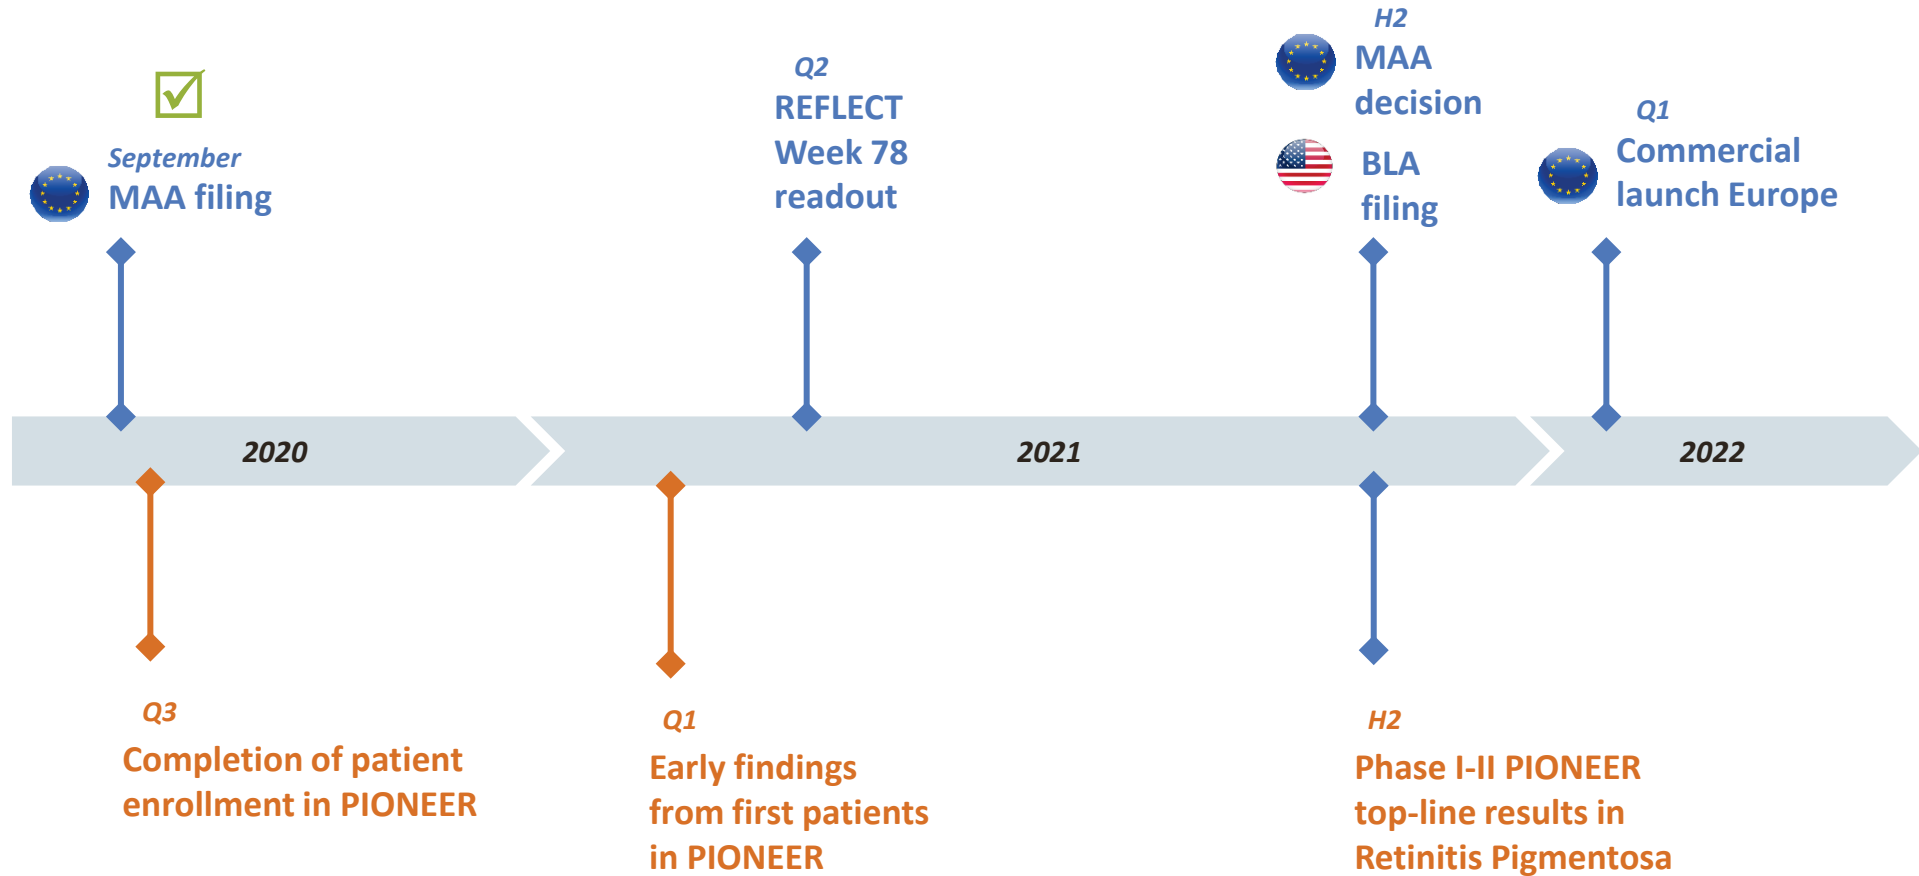 September
MAA filing
Q2
REFLECT
Week 78
readout
H2
MAA
decision
BLA
filing
Q1
Commercial
launch Europe
2020
2021
2022
Q3
Completion of patient
enrollment in PIONEER
Q1
Early findings
from first patients
in PIONEER
H2
Phase I-II PIONEER
top-line results in
Retinitis Pigmentosa